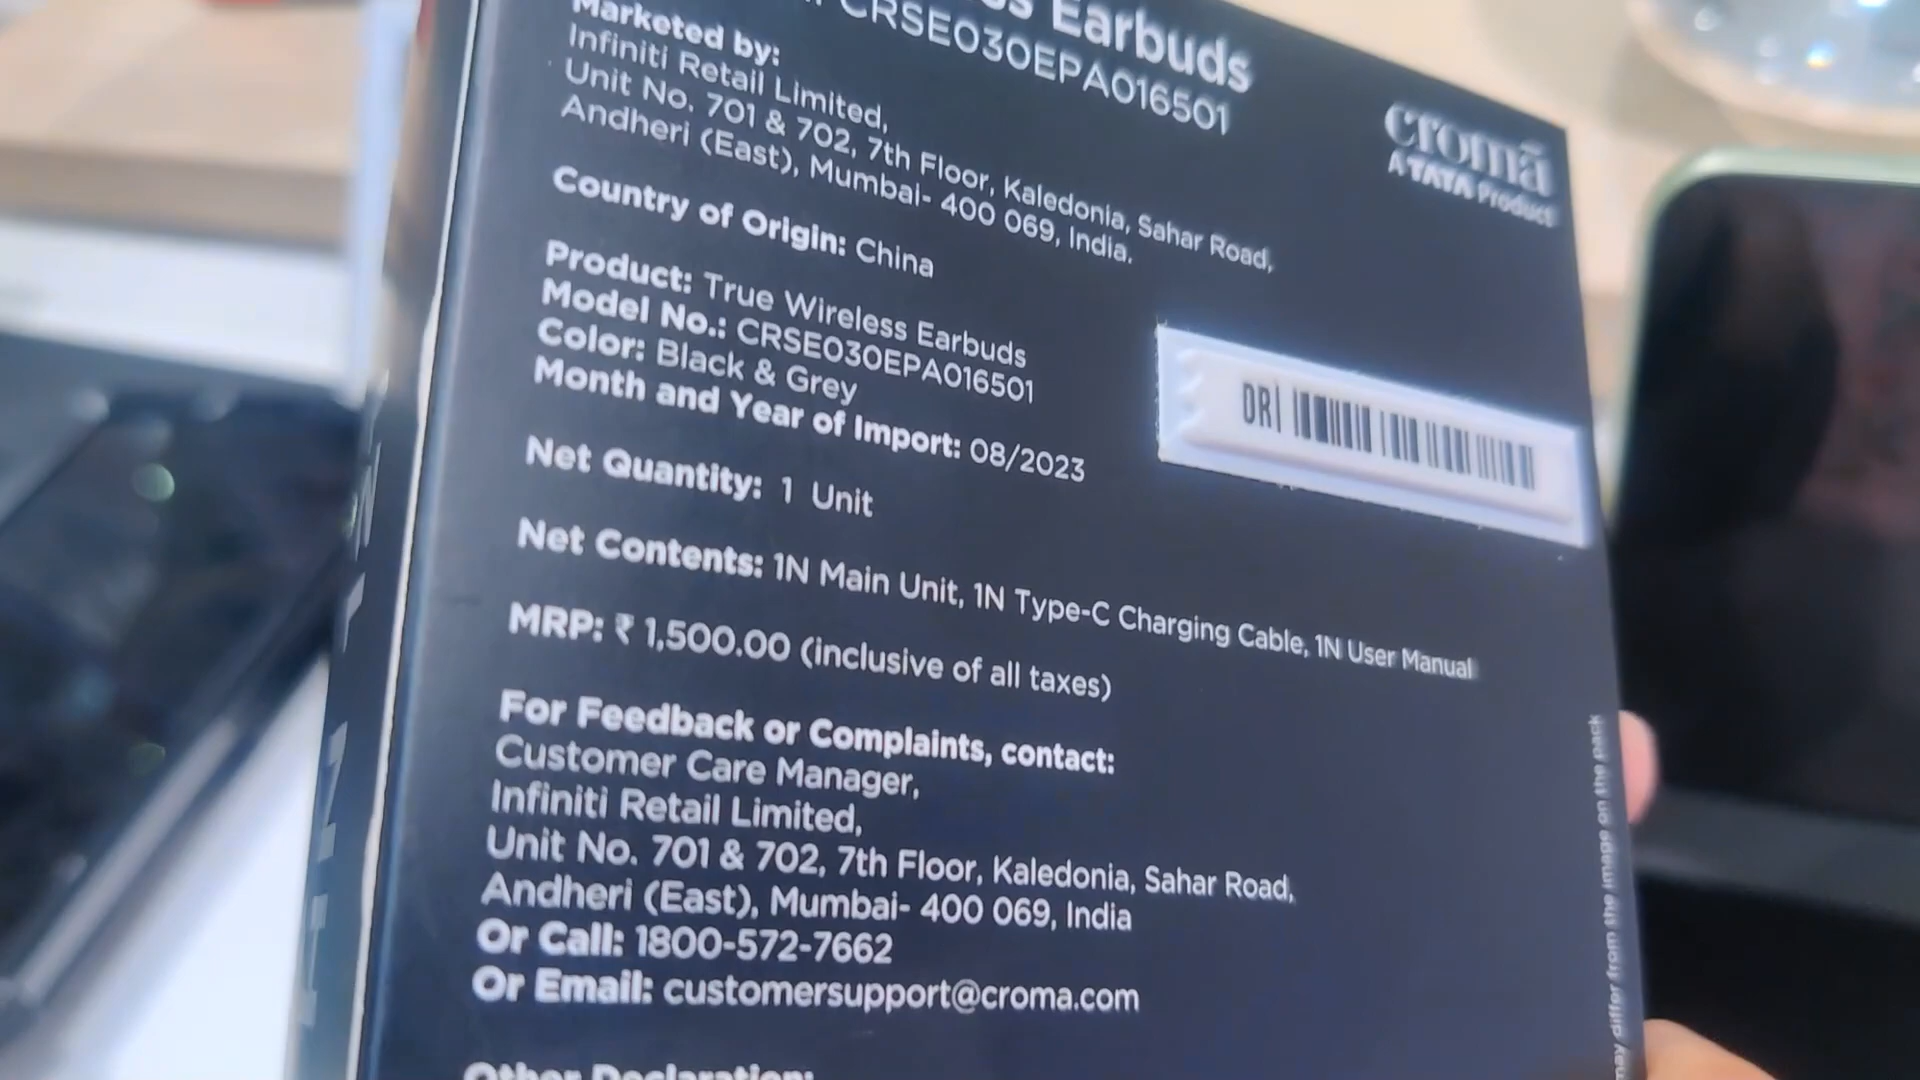 Earbuds
CRSE030EPA016501
cromā
A TATA Product
Marketed by:
Infiniti Retail Limited,
Unit No. 701 & 702, 7th Floor, Kaledonia, Sahar Road,
Andheri (East), Mumbai- 400 069, India.
Country of Origin: China
Product: True Wireless Earbuds
Model No.: CRSE030EPA016501
Color: Black & Grey
Month and Year of Import: 08/2023
DRI
Net Quantity: 1 Unit
Net Contents: 1N Main Unit, 1N Type-C Charging Cable, 1N User Manual
MRP: ₹ 1,500.00 (inclusive of all taxes)
For Feedback or Complaints, contact:
Customer Care Manager,
Infiniti Retail Limited,
Unit No. 701 & 702, 7th Floor, Kaledonia, Sahar Road,
Andheri (East), Mumbai- 400 069, India
Or Call: 1800-572-7662
Or Email: customersupport@croma.com
Other Declaration:
may differ from the image on the pack